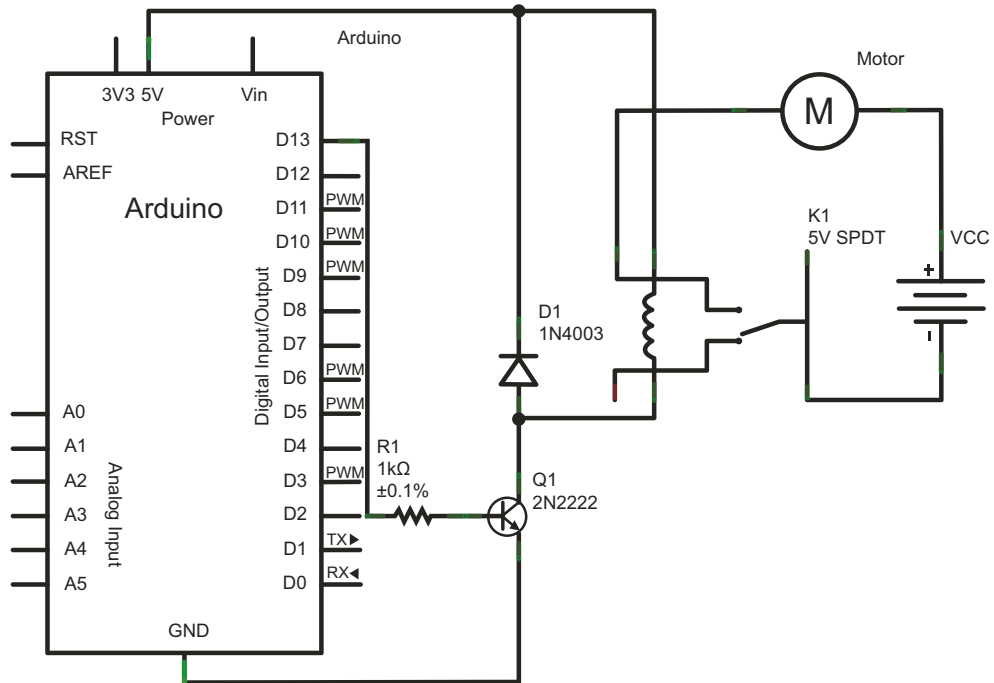 Arduino
Motor
3V3 5V
Vin
Power
M
RST
AREF
Arduino
D13
D12
D11 PWM
D10 PWM
D9 PWM
D8
D7
D6 PWM
D5 PWM
D4
D3 PWM
D2
D1 TX►
D0 RX◄
Digital Input/Output
A0
A1
A2
A3
A4
A5
Analog Input
GND
R1
1kΩ
±0.1%
D1
1N4003
Q1
2N2222
K1
5V SPDT
VCC
+
-